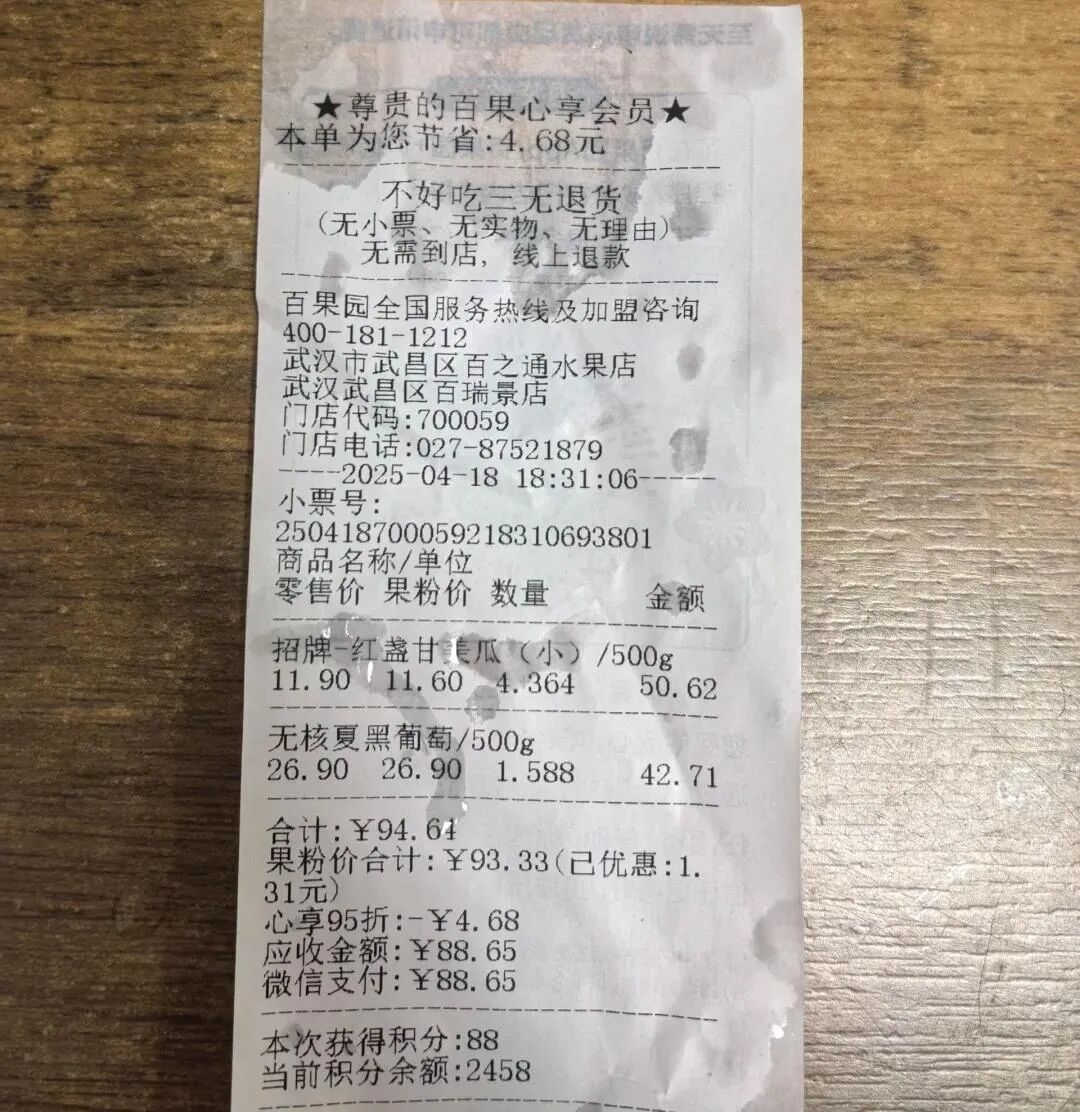 ★尊贵的百果心享会员★
本单为您节省:4.68元
不好吃三无退货
(无小票、无实物、无理由)
无需到店, 线上退款
百果园全国服务热线及加盟咨询
400-181-1212
武汉市武昌区百之通水果店
武汉武昌区百瑞景店
门店代码:700059
门店电话:027-87521879
----2025-04-18 18:31:06-----
小票号:
250418700059218310693801
商品名称/单位
零售价 果粉价 数量 金额
招牌-红盏甘美瓜（小）/500g
11.90 11.60 4.364 50.62
无核夏黑葡萄/500g
26.90 26.90 1.588 42.71
合计:￥94.64
果粉价合计:￥93.33(已优惠:1.
31元)
心享95折:-￥4.68
应收金额:￥88.65
微信支付:￥88.65
本次获得积分:88
当前积分余额:2458